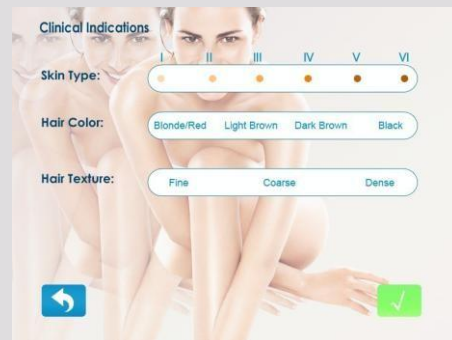 Clinical Indications
I II III IV V VI
Skin Type:
Hair Color: Blonde/Red Light Brown Dark Brown Black
Hair Texture: Fine Coarse Dense